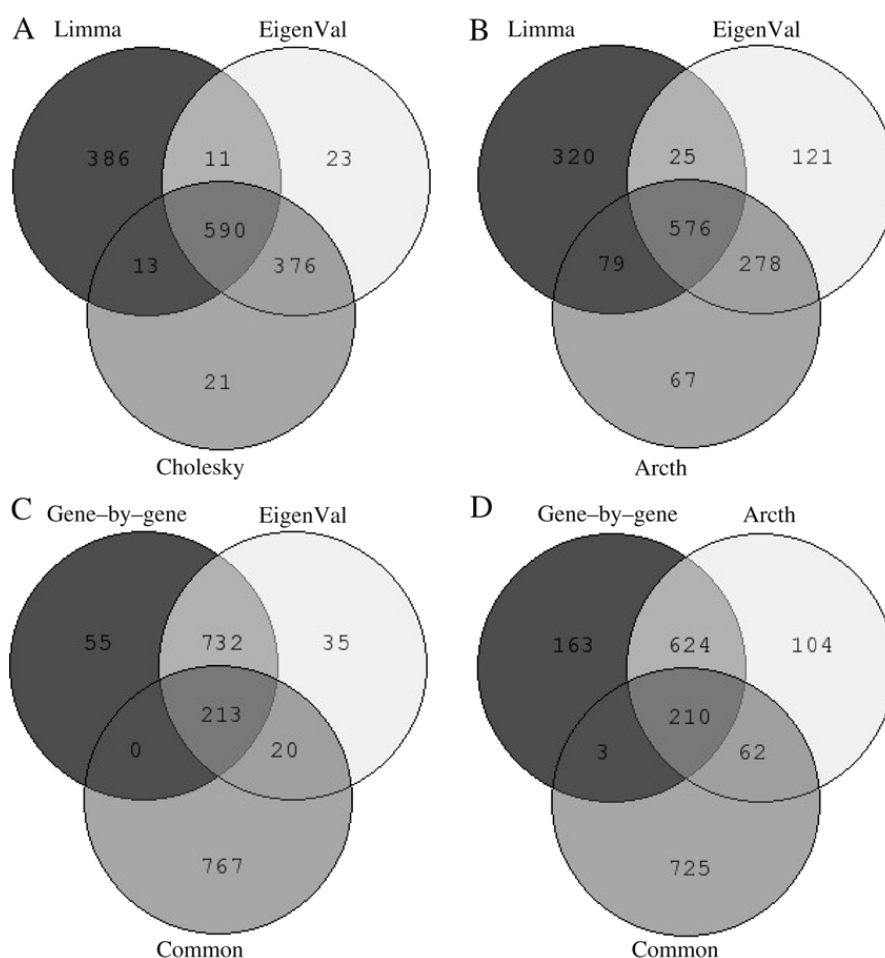 A Limma EigenVal
386 11 23
590
13 376
21
Cholesky
B Limma EigenVal
320 25 121
576
79 278
67
Arcth
C Gene–by–gene EigenVal
55 732 35
213
0 20
767
Common
D Gene–by–gene Arcth
163 624 104
210
3 62
725
Common